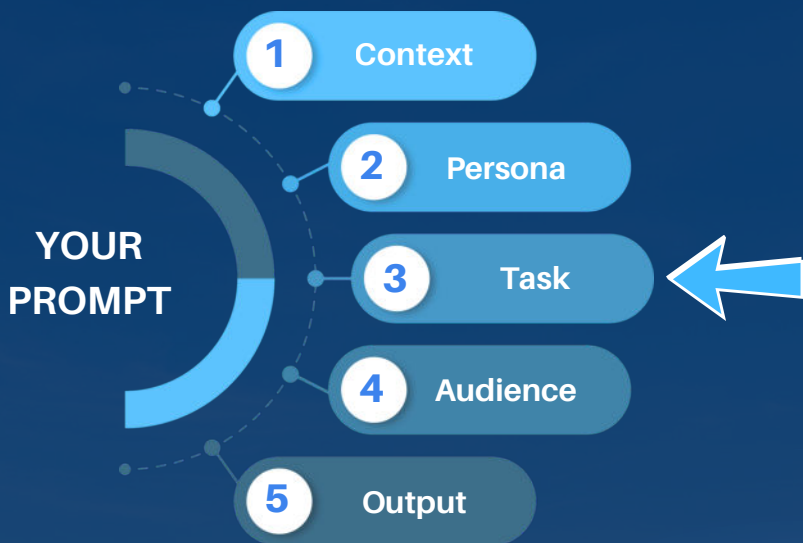 1 Context
2 Persona
YOUR
PROMPT
3 Task
4 Audience
5 Output